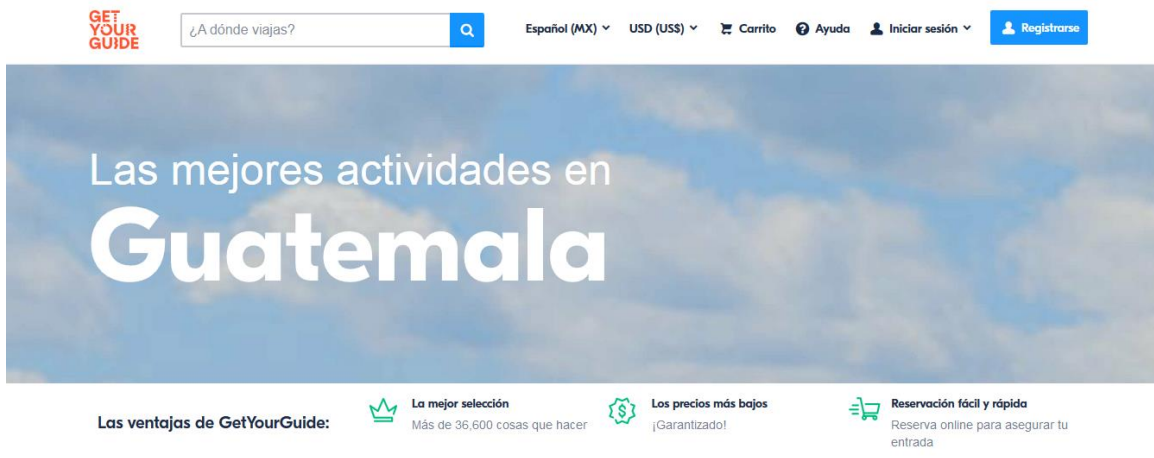 GET
YOUR
GUIDE
¿A dónde viajas?
Español (MX)
USD (US$)
Carrito
Ayuda
Iniciar sesión
Registrarse
Las mejores actividades en
Guatemala
Las ventajas de GetYourGuide:
La mejor selección
Más de 36,600 cosas que hacer
Los precios más bajos
¡Garantizado!
Reservación fácil y rápida
Reserva online para asegurar tu
entrada